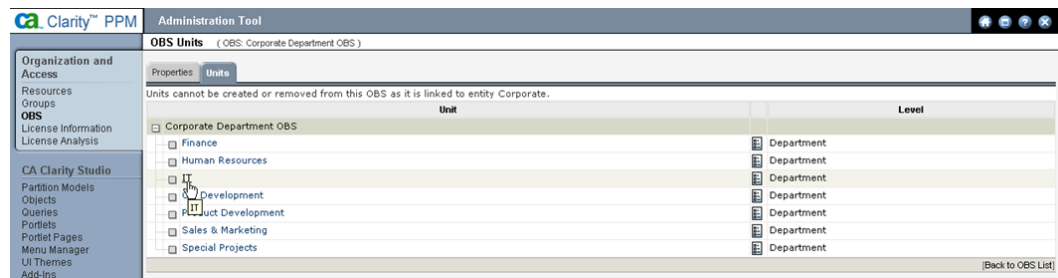 ca. Clarity™ PPM
Administration Tool
OBS Units ( OBS: Corporate Department OBS )
Organization and
Access
Resources
Groups
OBS
License Information
License Analysis
CA Clarity Studio
Partition Models
Objects
Queries
Portlets
Portlet Pages
Menu Manager
UI Themes
Add-Ins
Properties Units
Units cannot be created or removed from this OBS as it is linked to entity Corporate.
Unit Level
Corporate Department OBS
Finance Department
Human Resources Department
IT Department
Development Department
IT
Development Department
Sales & Marketing Department
Special Projects Department
[Back to OBS List]